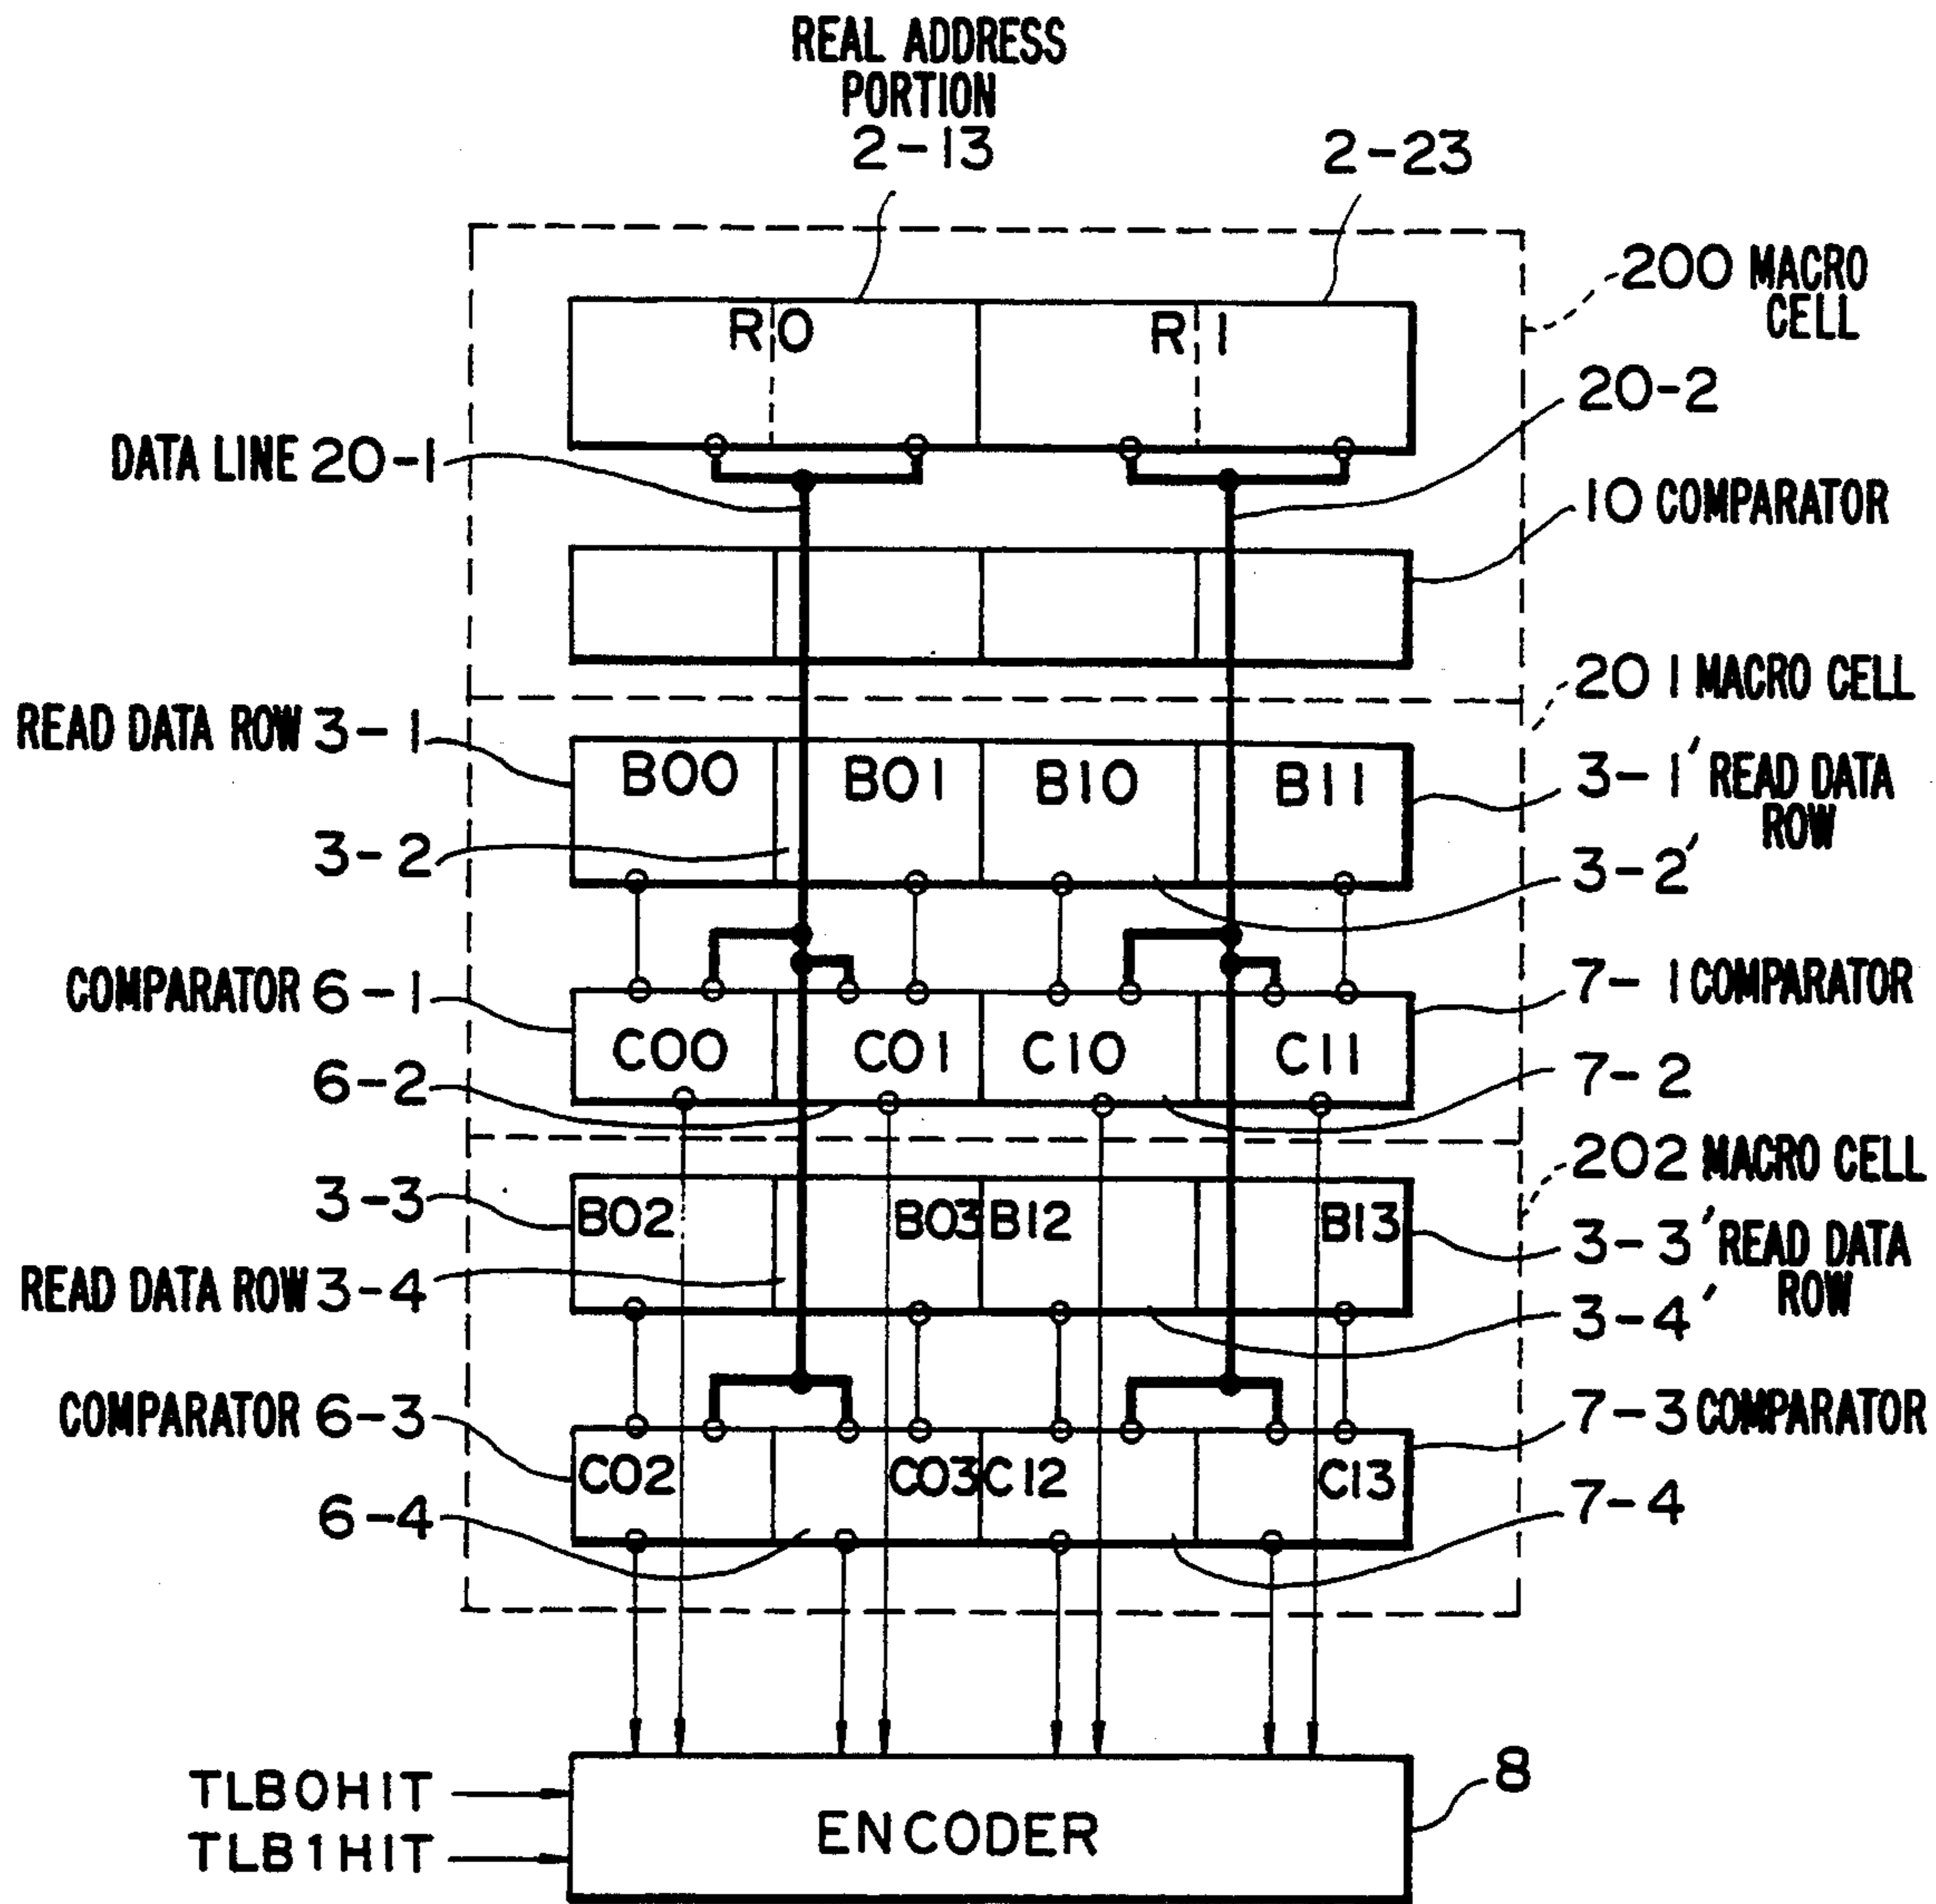 REAL ADDRESS
PORTION
2-13
2-23
200 MACRO
CELL
R0
R1
20-2
DATA LINE 20-1
10 COMPARATOR
201 MACRO CELL
READ DATA ROW 3-1
B00
B01
B10
B11
3-1' READ DATA
ROW
3-2
3-2'
COMPARATOR 6-1
7-1 COMPARATOR
C00
C01
C10
C11
6-2
7-2
202 MACRO CELL
3-3
B02
B03
B12
B13
3-3' READ DATA
ROW
READ DATA ROW 3-4
3-4'
COMPARATOR 6-3
7-3 COMPARATOR
C02
C03
C12
C13
6-4
7-4
TLB0HIT
8
ENCODER
TLB1HIT